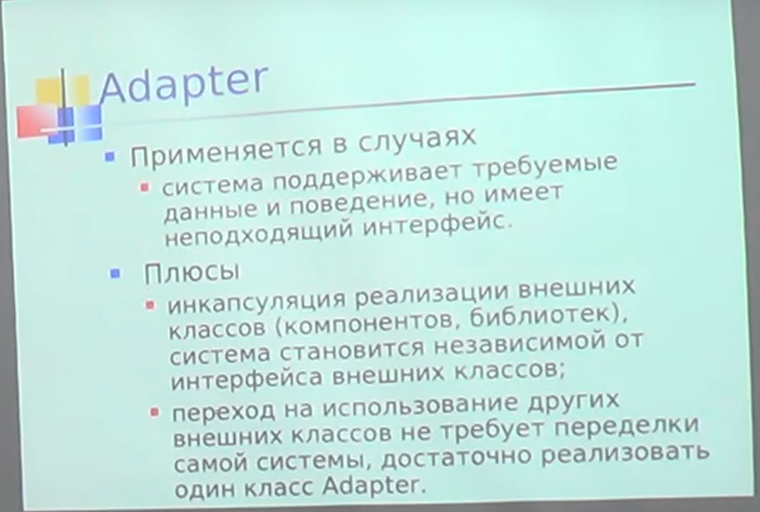 Adapter
Применяется в случаях
система поддерживает требуемые
данные и поведение, но имеет
неподходящий интерфейс.
Плюсы
инкапсуляция реализации внешних
классов (компонентов, библиотек),
система становится независимой от
интерфейса внешних классов;
переход на использование других
внешних классов не требует переделки
самой системы, достаточно реализовать
один класс Adapter.